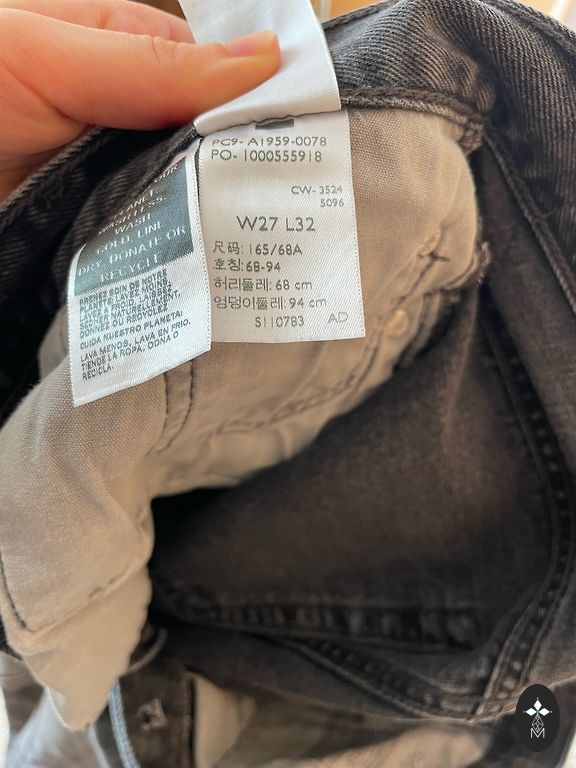 WASH LESS.
WASH
COLD, LINE
DRY, DONATE OR
RECYCLE
PRENEZ SOIN DE NOTRE
PLANÈTE: LAVEZ MOINS,
LAVEZ À FROID, LAISSEZ
SÉCHER NATURELLEMENT,
DONNEZ OU RECYCLEZ
CUIDA NUESTRO PLANETA:
LAVA MENOS, LAVA EN FRIO,
TIENDE LA ROPA, DONA O
RECICLA.
PC9- A1959-0078
PO- 1000555918
CW- 3524
5096
W27 L32
尺码: 165/68A
호칭: 68-94
허리둘레: 68 cm
엉덩이둘레: 94 cm
S110783 AD
M